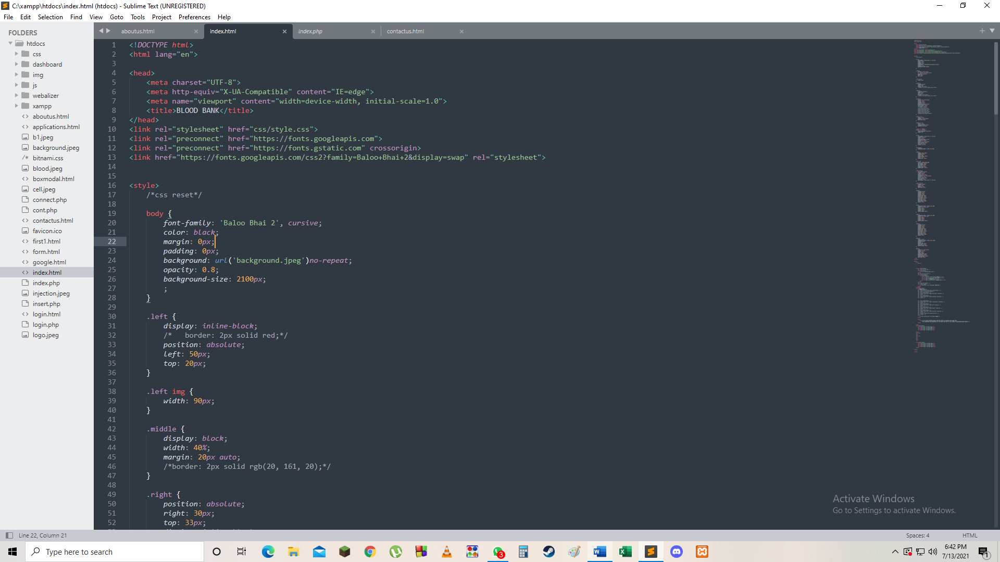 C:\xampp\htdocs\index.html (htdocs) - Sublime Text (UNREGISTERED)
File Edit Selection Find View Goto Tools Project Preferences Help
FOLDERS
htdocs
css
dashboard
img
js
webalizer
xampp
aboutus.html
applications.html
b1.jpeg
background.jpeg
bitnami.css
blood.jpeg
boxmodal.html
cell.jpeg
connect.php
cont.php
contactus.html
favicon.ico
first1.html
form.html
google.html
index.html
index.php
injection.jpeg
insert.php
login.html
login.php
logo.jpeg
aboutus.html index.html index.php contactus.html
1 <!DOCTYPE html>
2 <html lang="en">
3
4 <head>
5     <meta charset="UTF-8">
6     <meta http-equiv="X-UA-Compatible" content="IE=edge">
7     <meta name="viewport" content="width=device-width, initial-scale=1.0">
8     <title>BLOOD BANK</title>
9 </head>
10 <link rel="stylesheet" href="css/style.css">
11 <link rel="preconnect" href="https://fonts.googleapis.com">
12 <link rel="preconnect" href="https://fonts.gstatic.com" crossorigin>
13 <link href="https://fonts.googleapis.com/css2?family=Baloo+Bhai+2&display=swap" rel="stylesheet">
14
15
16 <style>
17     /*css reset*/
18
19     body {
20         font-family: 'Baloo Bhai 2', cursive;
21         color: black;
22         margin: 0px;
23         padding: 0px;
24         background: url('background.jpeg')no-repeat;
25         opacity: 0.8;
26         background-size: 2100px;
27         ;
28     }
29
30     .left {
31         display: inline-block;
32         /*   border: 2px solid red;*/
33         position: absolute;
34         left: 50px;
35         top: 20px;
36     }
37
38     .left img {
39         width: 90px;
40     }
41
42     .middle {
43         display: block;
44         width: 40%;
45         margin: 20px auto;
46         /*border: 2px solid rgb(20, 161, 20);*/
47     }
48
49     .right {
50         position: absolute;
51         right: 30px;
52         top: 33px;
Activate Windows
Go to Settings to activate Windows.
Line 22, Column 21 Spaces: 4 HTML
Type here to search
3
6:42 PM
7/13/2021
1